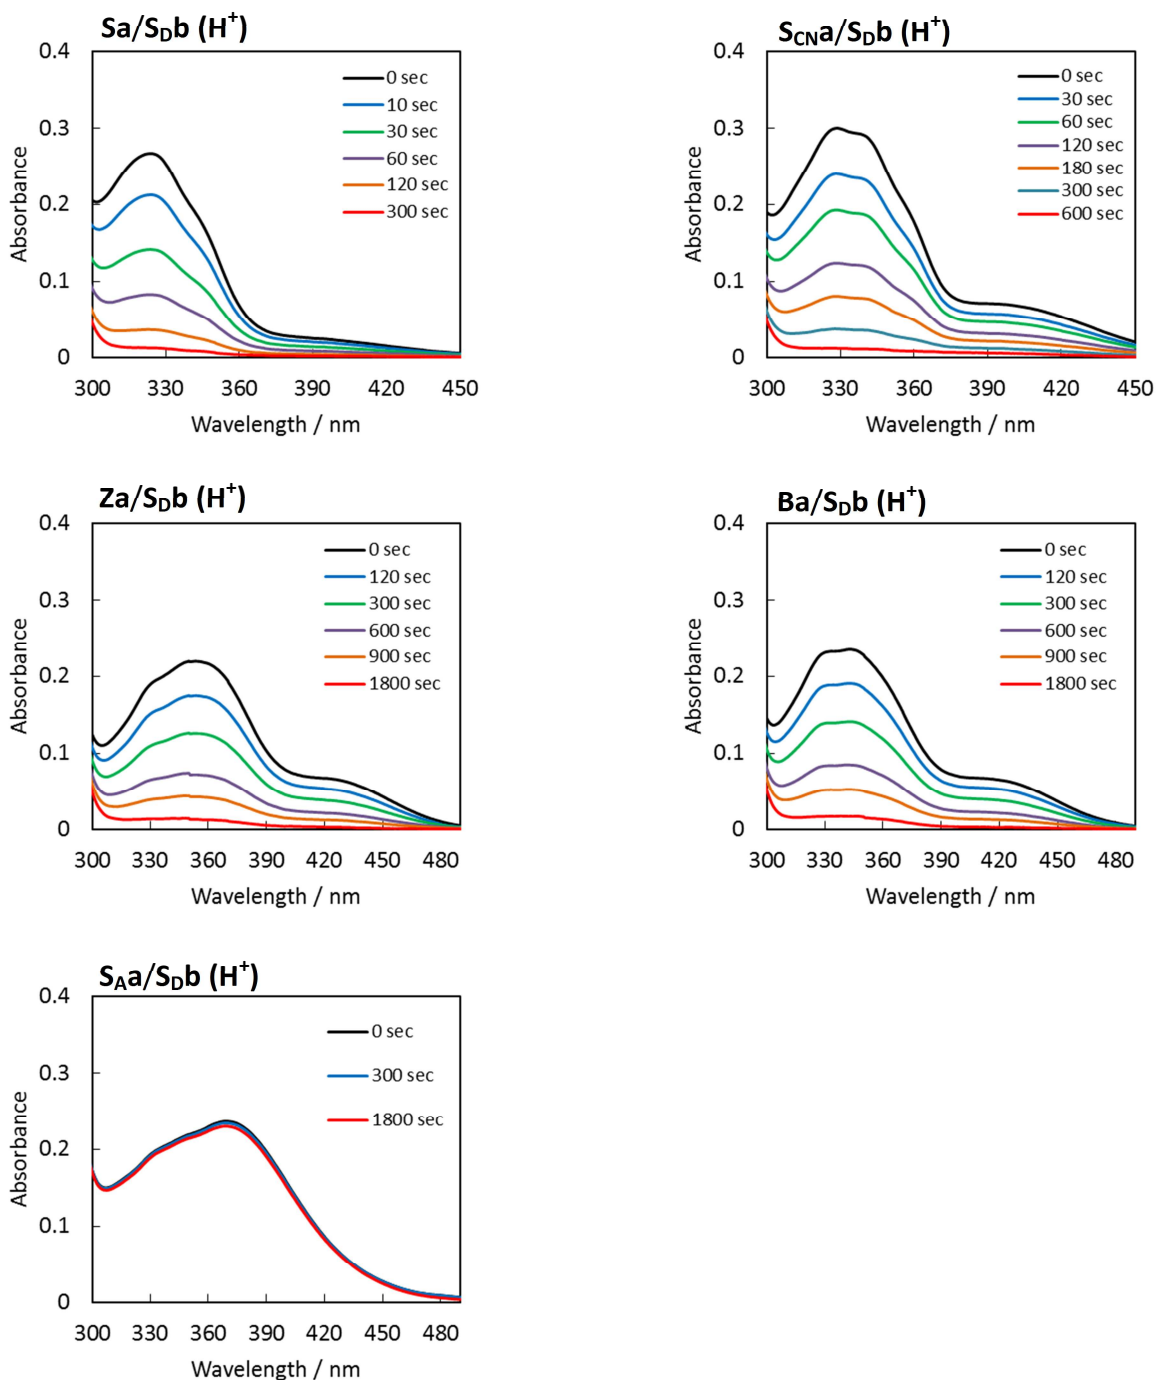 Sa/SDb (H+)
0.4
0.3
0.2
0.1
0
Absorbance
0 sec
10 sec
30 sec
60 sec
120 sec
300 sec
300 330 360 390 420 450
Wavelength / nm
SCNa/SDb (H+)
0.4
0.3
0.2
0.1
0
Absorbance
0 sec
30 sec
60 sec
120 sec
180 sec
300 sec
600 sec
300 330 360 390 420 450
Wavelength / nm
Za/SDb (H+)
0.4
0.3
0.2
0.1
0
Absorbance
0 sec
120 sec
300 sec
600 sec
900 sec
1800 sec
300 330 360 390 420 450 480
Wavelength / nm
Ba/SDb (H+)
0.4
0.3
0.2
0.1
0
Absorbance
0 sec
120 sec
300 sec
600 sec
900 sec
1800 sec
300 330 360 390 420 450 480
Wavelength / nm
SAa/SDb (H+)
0.4
0.3
0.2
0.1
0
Absorbance
0 sec
300 sec
1800 sec
300 330 360 390 420 450 480
Wavelength / nm